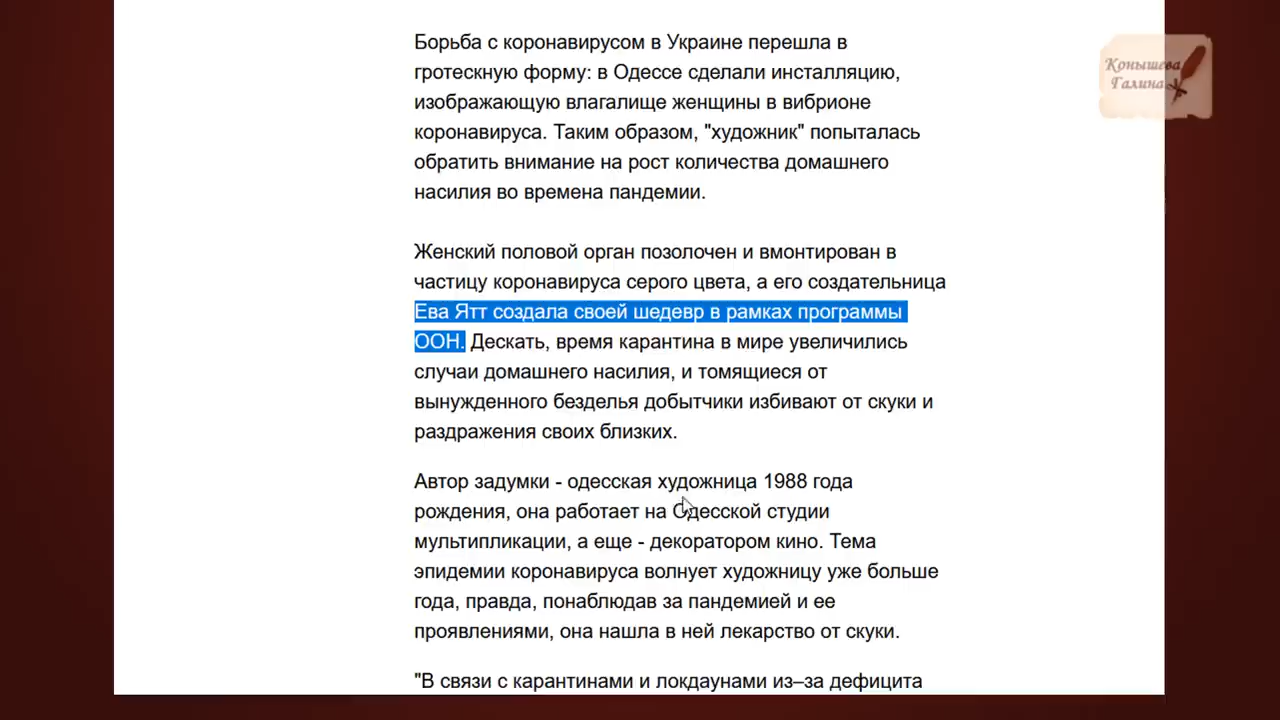 Борьба с коронавирусом в Украине перешла в
гротескную форму: в Одессе сделали инсталляцию,
изображающую влагалище женщины в вибрионе
коронавируса. Таким образом, "художник" попыталась
обратить внимание на рост количества домашнего
насилия во времена пандемии.
Женский половой орган позолочен и вмонтирован в
частицу коронавируса серого цвета, а его создательница
Ева Ятт создала своей шедевр в рамках программы
ООН. Дескать, время карантина в мире увеличились
случаи домашнего насилия, и томящиеся от
вынужденного безделья добытчики избивают от скуки и
раздражения своих близких.
Автор задумки - одесская художница 1988 года
рождения, она работает на Одесской студии
мультипликации, а еще - декоратором кино. Тема
эпидемии коронавируса волнует художницу уже больше
года, правда, понаблюдав за пандемией и ее
проявлениями, она нашла в ней лекарство от скуки.
"В связи с карантинами и локдаунами из–за дефицита
Конышева
Галина